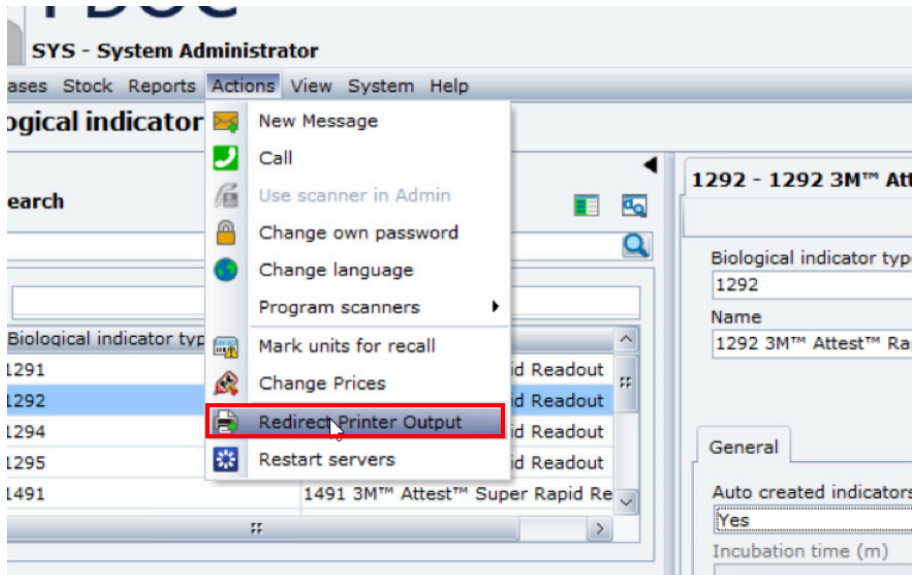 SYS - System Administrator
ases Stock Reports Actions View System Help
ogical indicator
New Message
Call
Use scanner in Admin
Change own password
Change language
Program scanners
Mark units for recall
Change Prices
Redirect Printer Output
Restart servers
earch
Biological indicator typ
1291
id Readout
1292
id Readout
1294
id Readout
1295
id Readout
1491
1491 3M™ Attest™ Super Rapid Re
1292 - 1292 3M™ Att
Biological indicator type
1292
Name
1292 3M™ Attest™ Rap
General
Auto created indicators
Yes
Incubation time (m)